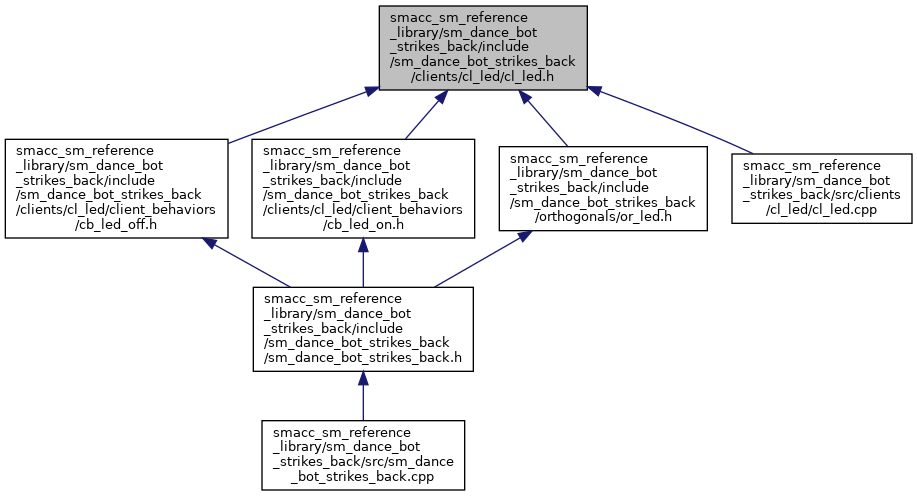 smacc_sm_reference
_library/sm_dance_bot
_strikes_back/include
/sm_dance_bot_strikes_back
/clients/cl_led/cl_led.h
smacc_sm_reference
_library/sm_dance_bot
_strikes_back/include
/sm_dance_bot_strikes_back
/clients/cl_led/client_behaviors
/cb_led_off.h
smacc_sm_reference
_library/sm_dance_bot
_strikes_back/include
/sm_dance_bot_strikes_back
/clients/cl_led/client_behaviors
/cb_led_on.h
smacc_sm_reference
_library/sm_dance_bot
_strikes_back/include
/sm_dance_bot_strikes_back
/orthogonals/or_led.h
smacc_sm_reference
_library/sm_dance_bot
_strikes_back/src/clients
/cl_led/cl_led.cpp
smacc_sm_reference
_library/sm_dance_bot
_strikes_back/include
/sm_dance_bot_strikes_back
/sm_dance_bot_strikes_back.h
smacc_sm_reference
_library/sm_dance_bot
_strikes_back/src/sm_dance
_bot_strikes_back.cpp